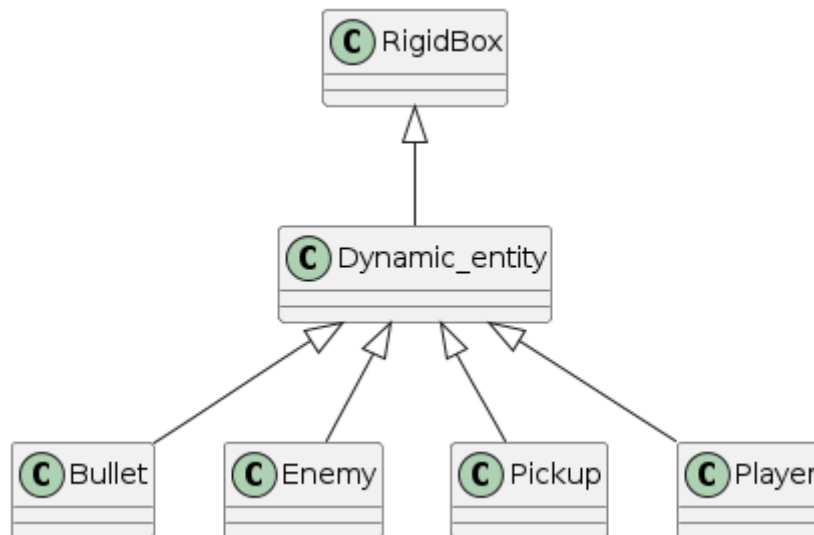 C RigidBox
C Dynamic_entity
C Bullet
C Enemy
C Pickup
C Player